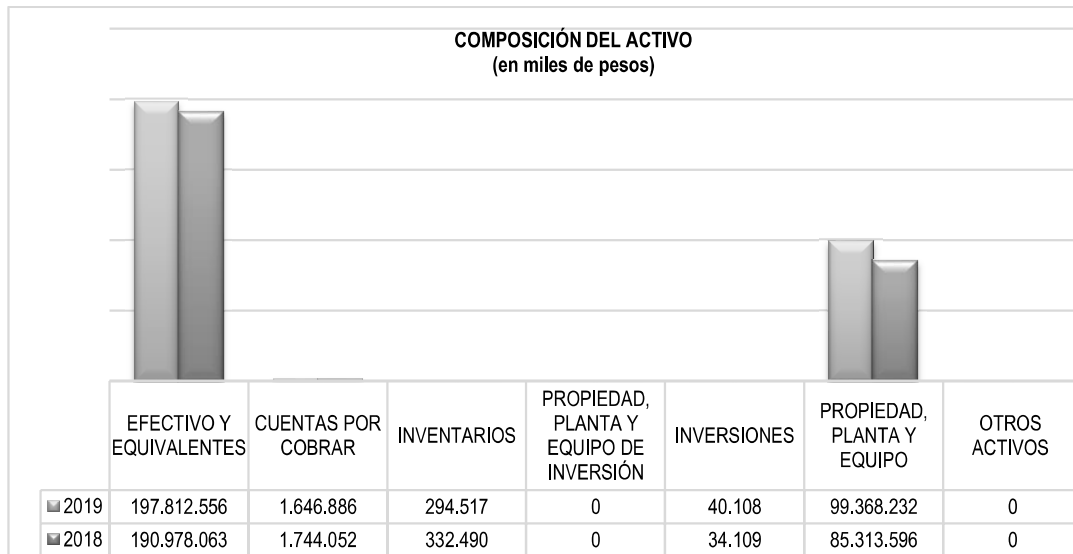 COMPOSICIÓN DEL ACTIVO
(en miles de pesos)
EFECTIVO Y EQUIVALENTES CUENTAS POR COBRAR INVENTARIOS PROPIEDAD, PLANTA Y EQUIPO DE INVERSIÓN INVERSIONES PROPIEDAD, PLANTA Y EQUIPO OTROS ACTIVOS
2019 197.812.556 1.646.886 294.517 0 40.108 99.368.232 0
2018 190.978.063 1.744.052 332.490 0 34.109 85.313.596 0